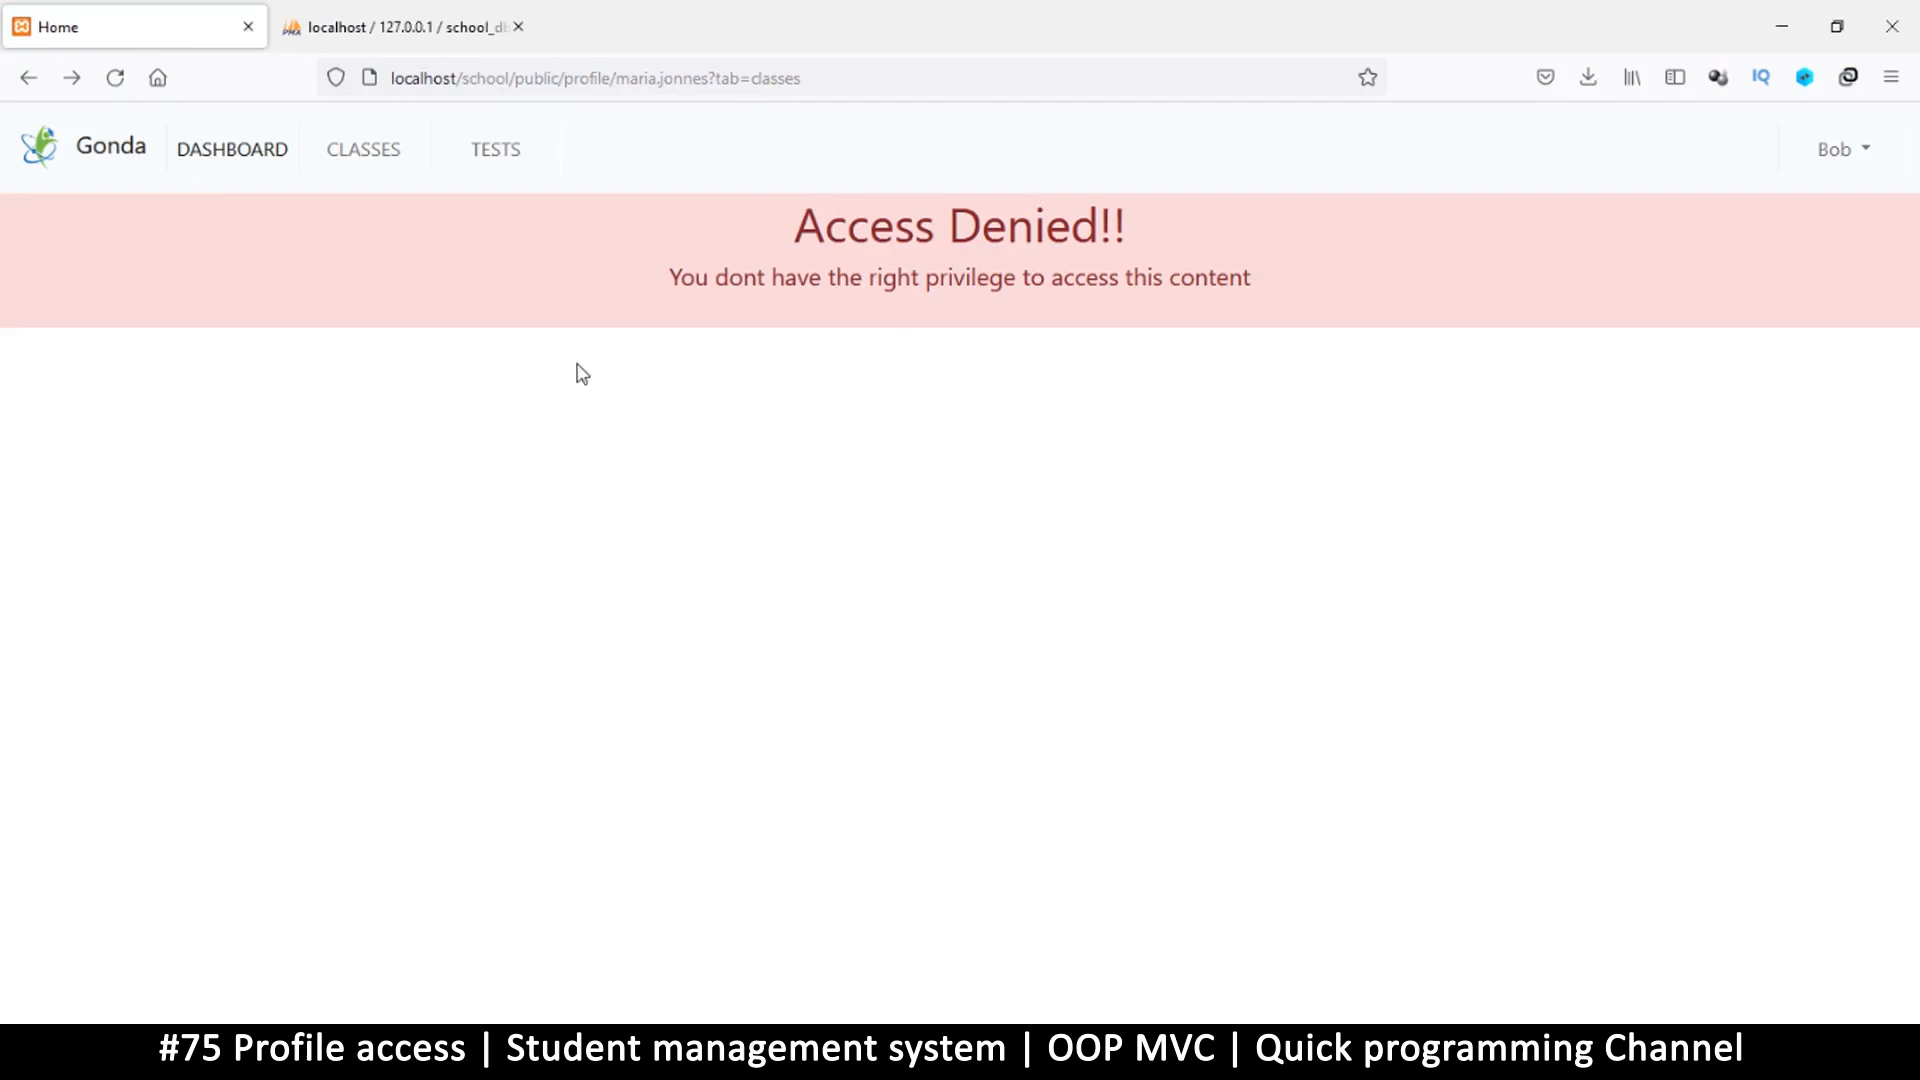 Home
localhost / 127.0.0.1 / school_db
localhost/school/public/profile/maria.jonnes?tab=classes
IQ
Gonda
DASHBOARD
CLASSES
TESTS
Bob
Access Denied!!
You dont have the right privilege to access this content
#75 Profile access | Student management system | OOP MVC | Quick programming Channel